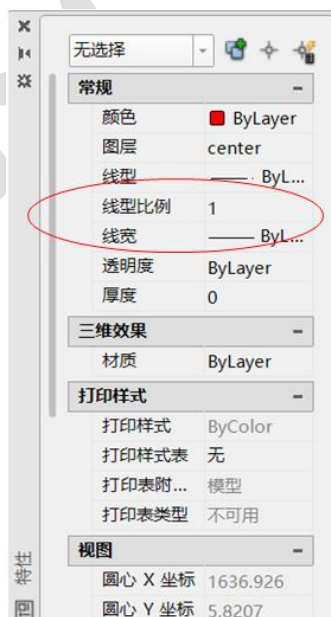 无选择
常规
颜色 ByLayer
图层 center
线型 ByL...
线型比例 1
线宽 ByL...
透明度 ByLayer
厚度 0
三维效果
材质 ByLayer
打印样式
打印样式 ByColor
打印样式表 无
打印表附... 模型
打印表类型 不可用
视图
圆心 X 坐标 1636.926
圆心 Y 坐标 5.8207
特性